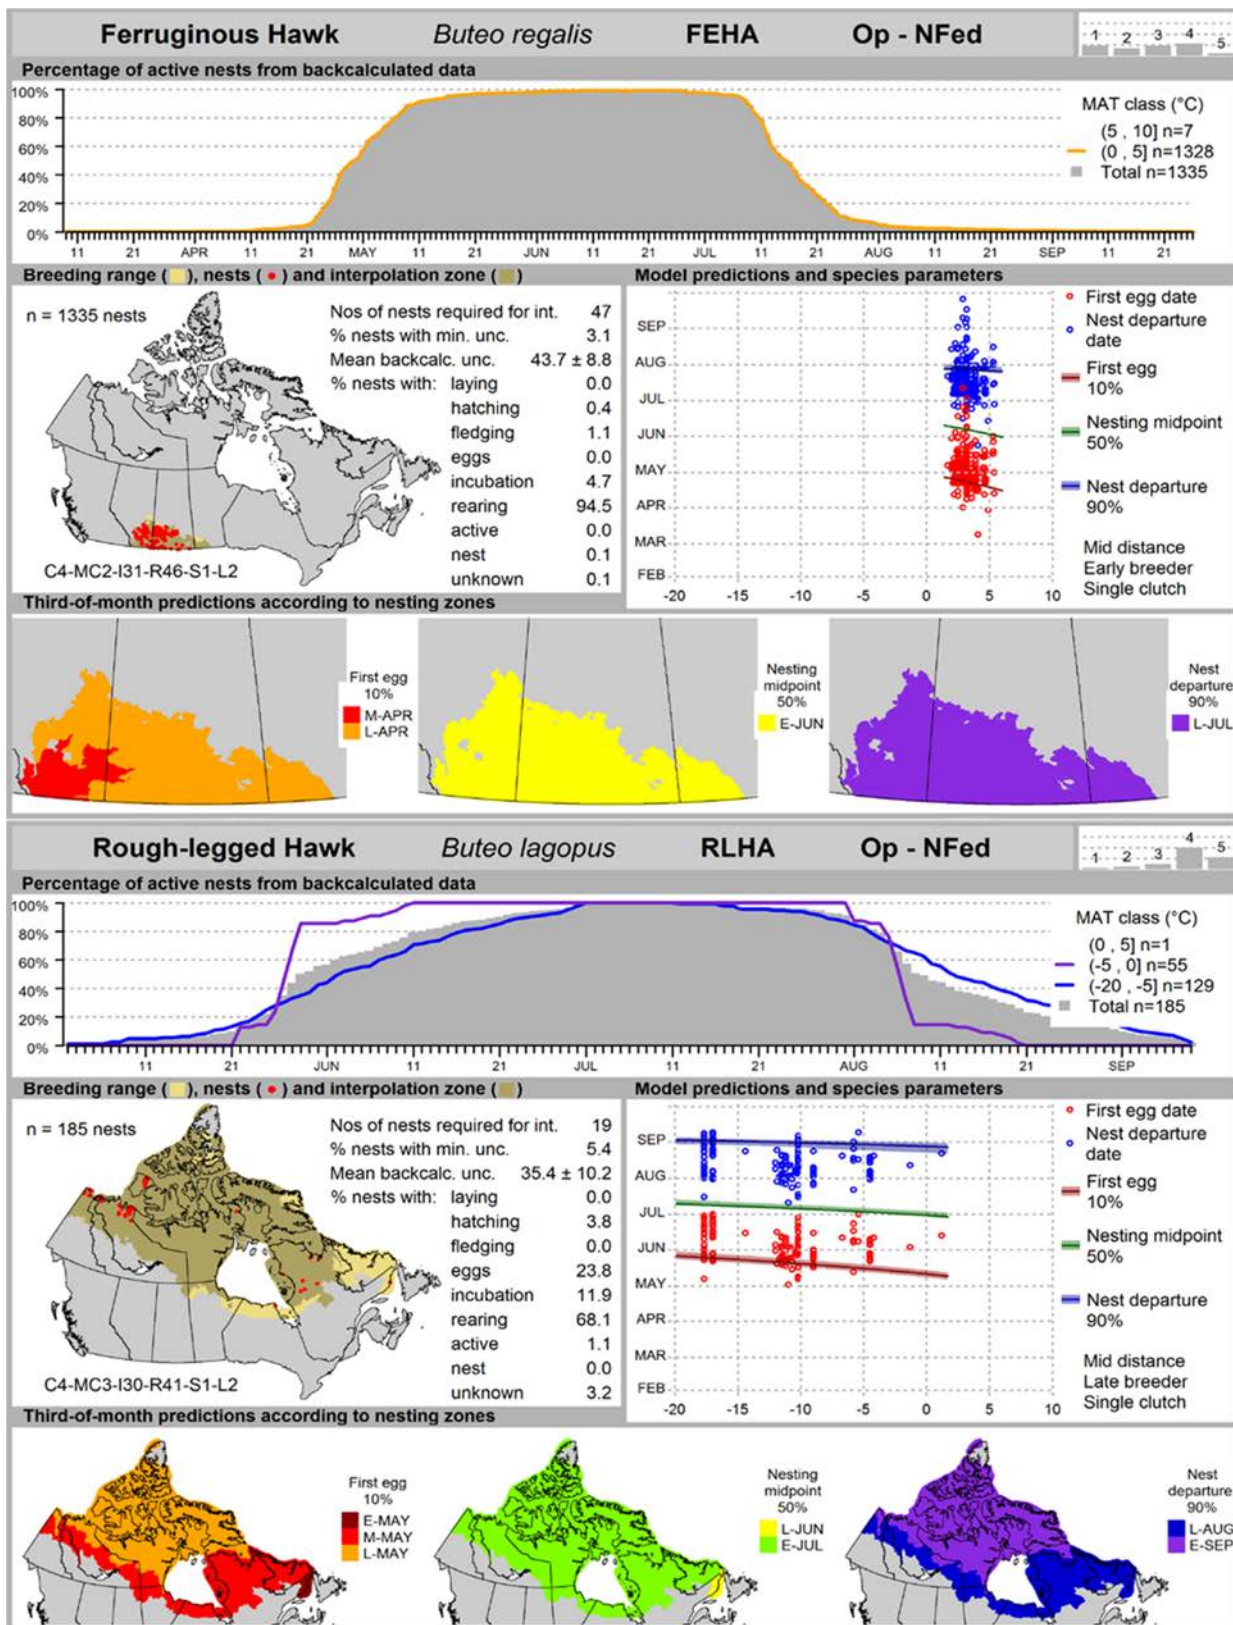 Ferruginous Hawk Buteo regalis FEHA Op - NFed
1 2 3 4 5
Percentage of active nests from backcalculated data
100%
80%
60%
40%
20%
0%
11 21 APR 11 21 MAY 11 21 JUN 11 21 JUL 11 21 AUG 11 21 SEP 11 21
MAT class (°C)
(5 , 10] n=7
(0 , 5] n=1328
Total n=1335
Breeding range ( ), nests ( ) and interpolation zone ( )
n = 1335 nests
Nos of nests required for int. 47
% nests with min. unc. 3.1
Mean backcalc. unc. 43.7 ± 8.8
% nests with: laying 0.0
hatching 0.4
fledging 1.1
eggs 0.0
incubation 4.7
rearing 94.5
active 0.0
nest 0.1
unknown 0.1
C4-MC2-I31-R46-S1-L2
Model predictions and species parameters
SEP
AUG
JUL
JUN
MAY
APR
MAR
FEB
-20 -15 -10 -5 0 5 10
First egg date
Nest departure
date
First egg
10%
Nesting midpoint
50%
Nest departure
90%
Mid distance
Early breeder
Single clutch
Third-of-month predictions according to nesting zones
First egg
10%
M-APR
L-APR
Nesting
midpoint
50%
E-JUN
Nest
departure
90%
L-JUL
Rough-legged Hawk Buteo lagopus RLHA Op - NFed
1 2 3 4 5
Percentage of active nests from backcalculated data
100%
80%
60%
40%
20%
0%
11 21 JUN 11 21 JUL 11 21 AUG 11 21 SEP
MAT class (°C)
(0 , 5] n=1
(-5 , 0] n=55
(-20 , -5] n=129
Total n=185
Breeding range ( ), nests ( ) and interpolation zone ( )
n = 185 nests
Nos of nests required for int. 19
% nests with min. unc. 5.4
Mean backcalc. unc. 35.4 ± 10.2
% nests with: laying 0.0
hatching 3.8
fledging 0.0
eggs 23.8
incubation 11.9
rearing 68.1
active 1.1
nest 0.0
unknown 3.2
C4-MC3-I30-R41-S1-L2
Model predictions and species parameters
SEP
AUG
JUL
JUN
MAY
APR
MAR
FEB
-20 -15 -10 -5 0 5 10
First egg date
Nest departure
date
First egg
10%
Nesting midpoint
50%
Nest departure
90%
Mid distance
Late breeder
Single clutch
Third-of-month predictions according to nesting zones
First egg
10%
E-MAY
M-MAY
L-MAY
Nesting
midpoint
50%
L-JUN
E-JUL
Nest
departure
90%
L-AUG
E-SEP